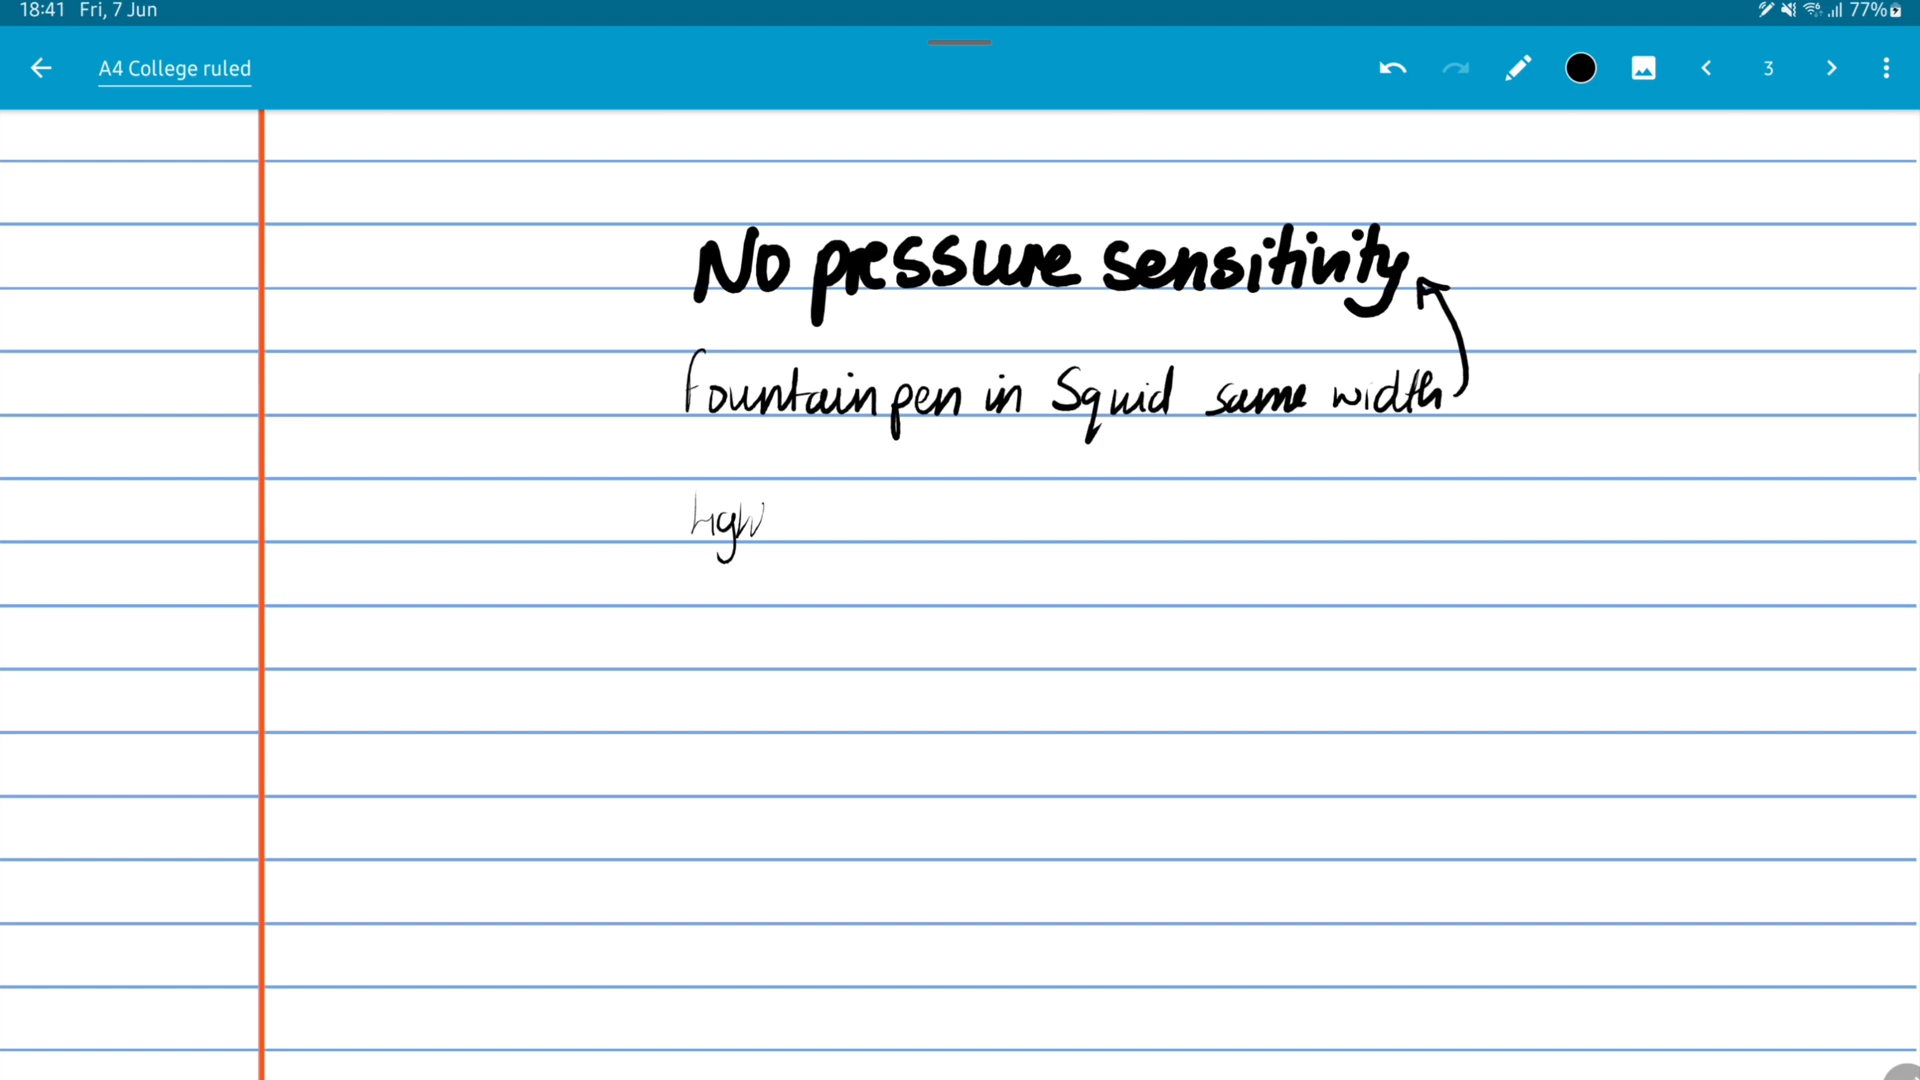 18:41 Fri, 7 Jun 77%
A4 College ruled 3
No pressure sensitivity
fountain pen in Squid same width